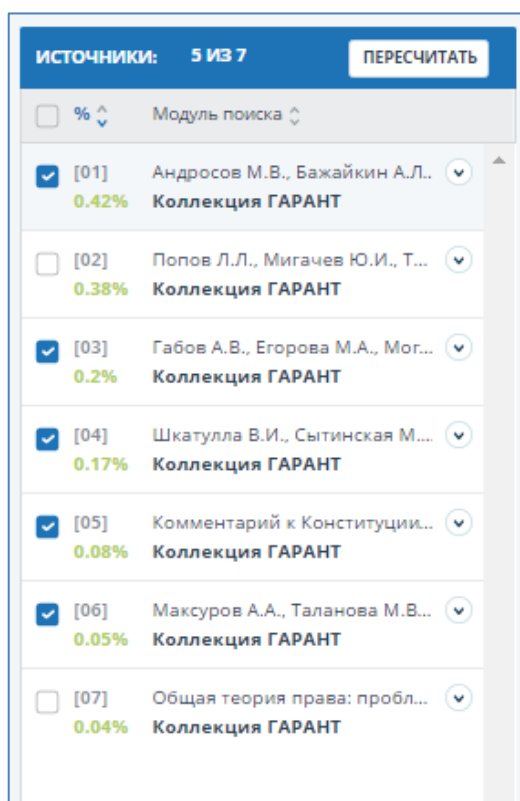 ИСТОЧНИКИ: 5 ИЗ 7 ПЕРЕСЧИТАТЬ
% Модуль поиска
[01] Андросов М.В., Бажайкин А.Л..
0.42% Коллекция ГАРАНТ
[02] Попов Л.Л., Мигачев Ю.И., Т...
0.38% Коллекция ГАРАНТ
[03] Габов А.В., Егорова М.А., Мог...
0.2% Коллекция ГАРАНТ
[04] Шкатулла В.И., Сытинская М....
0.17% Коллекция ГАРАНТ
[05] Комментарий к Конституции...
0.08% Коллекция ГАРАНТ
[06] Максуров А.А., Таланова М.В...
0.05% Коллекция ГАРАНТ
[07] Общая теория права: пробл...
0.04% Коллекция ГАРАНТ